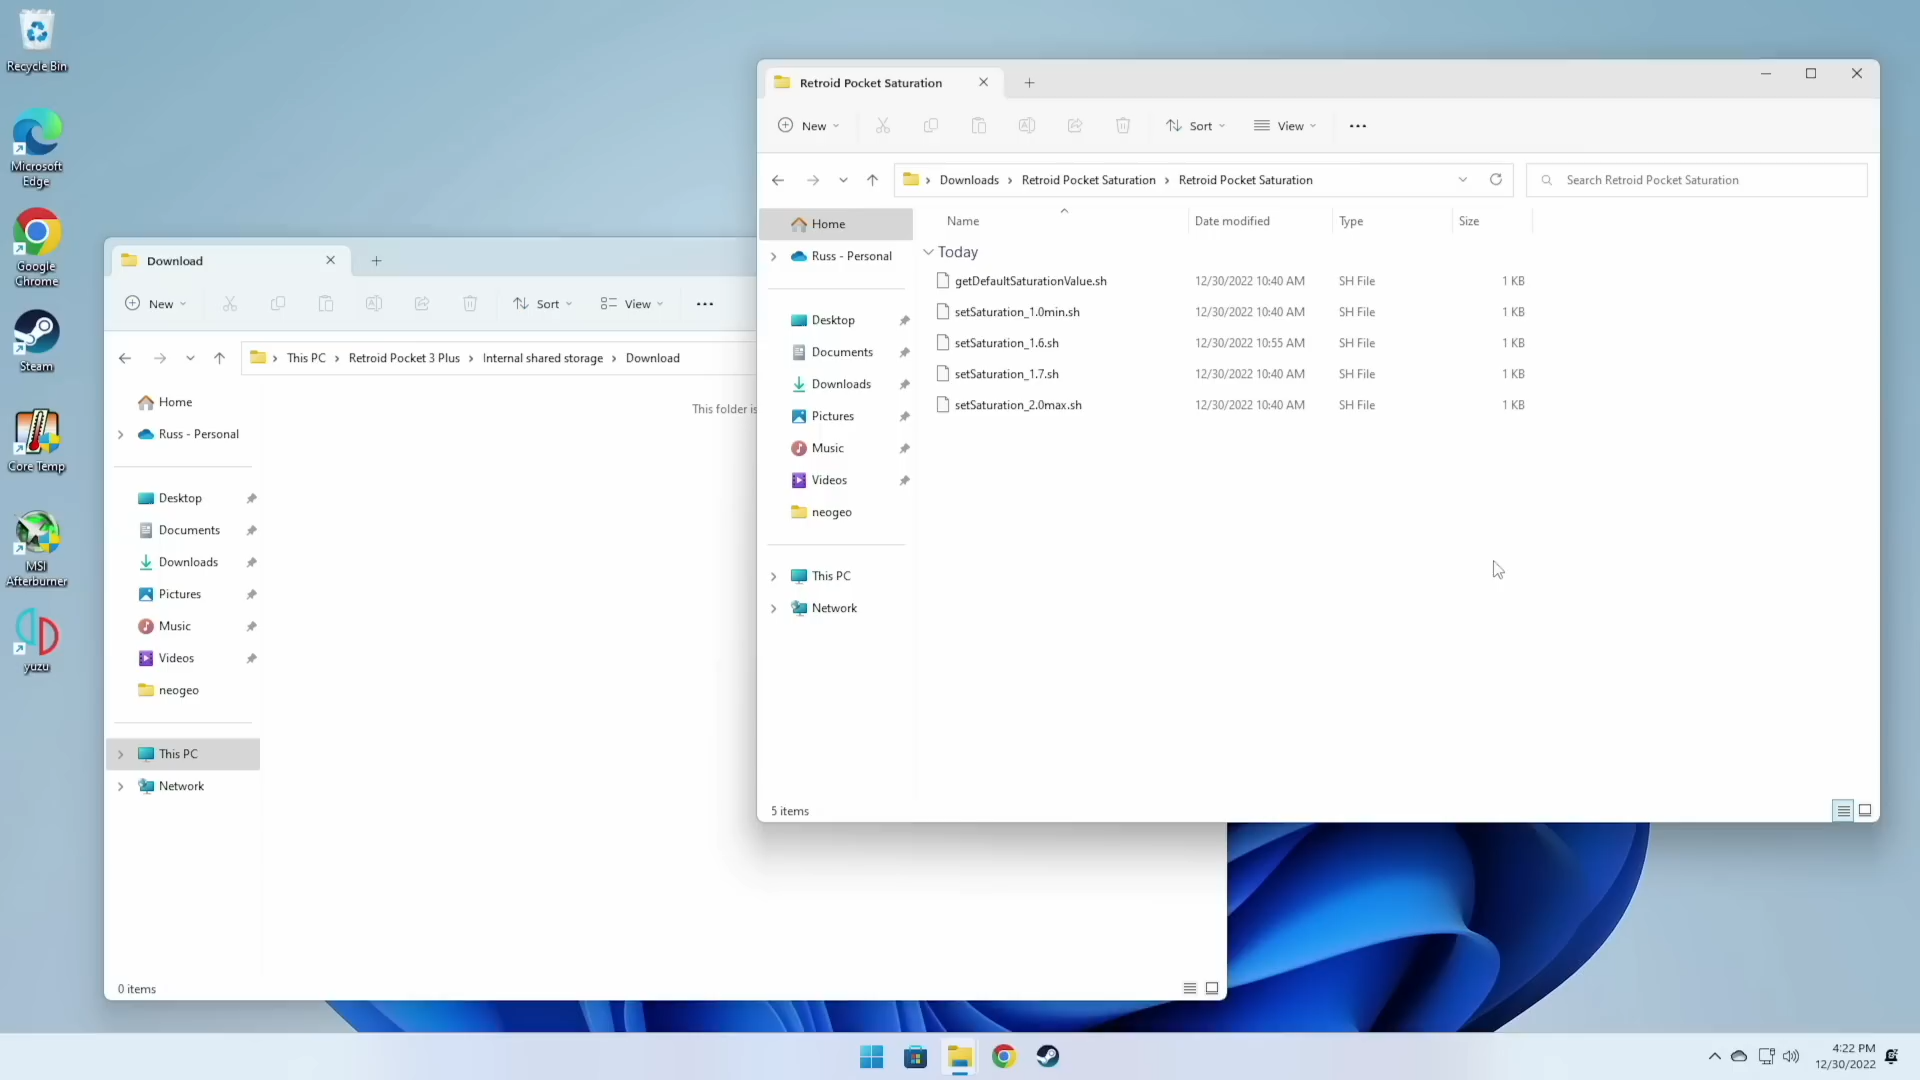 Recycle Bin
Microsoft
Edge
Google
Chrome
Steam
Core Temp
MSI
Afterburner
yuzu
Retroid Pocket Saturation
New
Sort
View
Downloads
Retroid Pocket Saturation
Retroid Pocket Saturation
Search Retroid Pocket Saturation
Home
Russ - Personal
Desktop
Documents
Downloads
Pictures
Music
Videos
neogeo
This PC
Network
Name
Date modified
Type
Size
Today
getDefaultSaturationValue.sh 12/30/2022 10:40 AM SH File 1 KB
setSaturation_1.0min.sh 12/30/2022 10:40 AM SH File 1 KB
setSaturation_1.6.sh 12/30/2022 10:55 AM SH File 1 KB
setSaturation_1.7.sh 12/30/2022 10:40 AM SH File 1 KB
setSaturation_2.0max.sh 12/30/2022 10:40 AM SH File 1 KB
5 items
Download
New
Sort
View
This PC
Retroid Pocket 3 Plus
Internal shared storage
Download
This folder is
Home
Russ - Personal
Desktop
Documents
Downloads
Pictures
Music
Videos
neogeo
This PC
Network
0 items
4:22 PM
12/30/2022